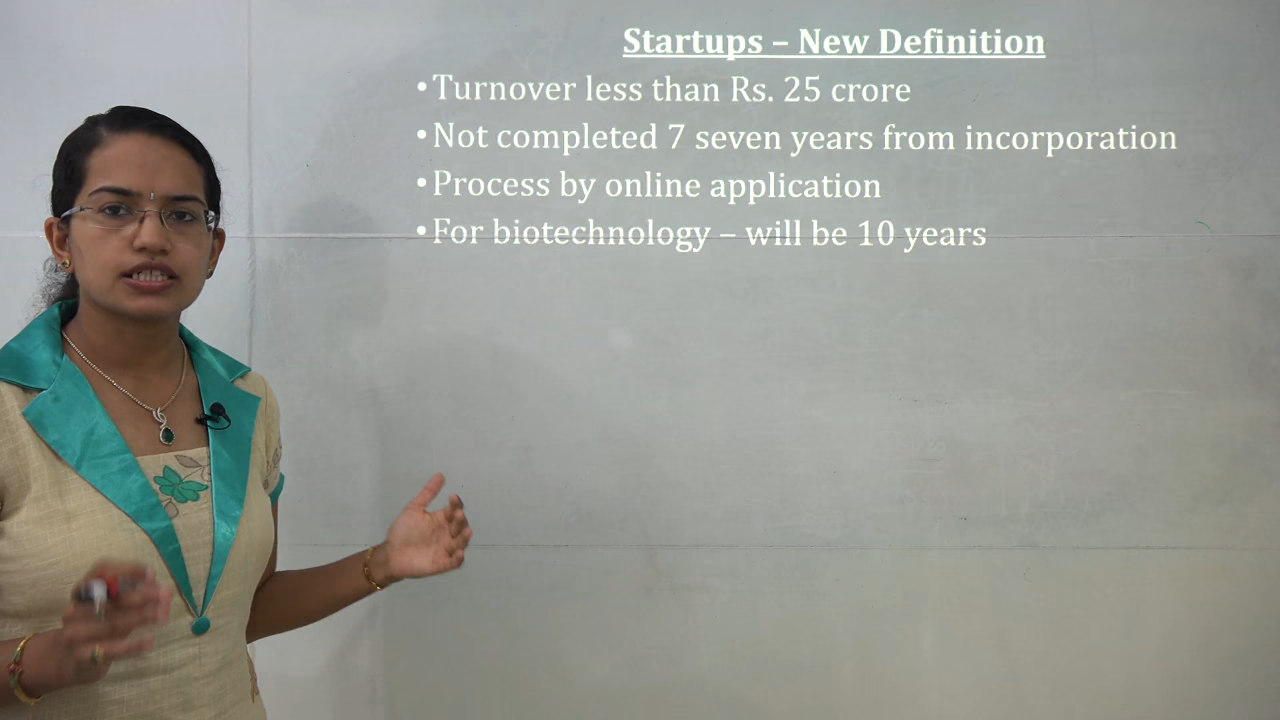 Startups – New Definition
•Turnover less than Rs. 25 crore
•Not completed 7 seven years from incorporation
•Process by online application
•For biotechnology – will be 10 years